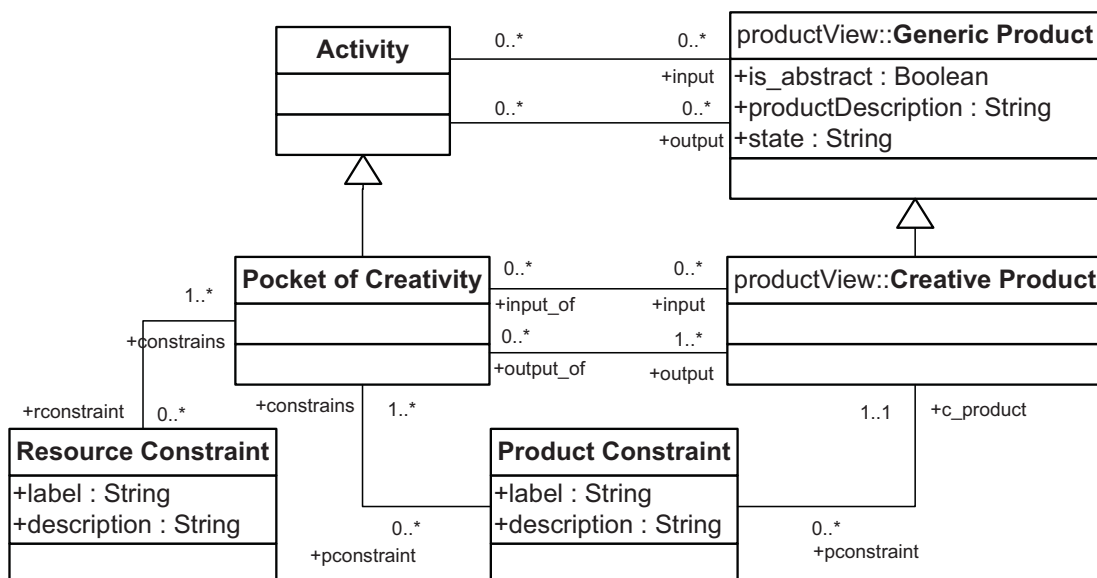 Activity
0..*
0..*
+input
0..*
0..*
+output
productView::Generic Product
+is_abstract : Boolean
+productDescription : String
+state : String
Pocket of Creativity
0..*
0..*
+input_of
+input
0..*
1..*
+output_of
+output
productView::Creative Product
1..*
+constrains
+rconstraint
0..*
+constrains
1..*
1..1
+c_product
Resource Constraint
+label : String
+description : String
0..*
+pconstraint
Product Constraint
+label : String
+description : String
0..*
+pconstraint